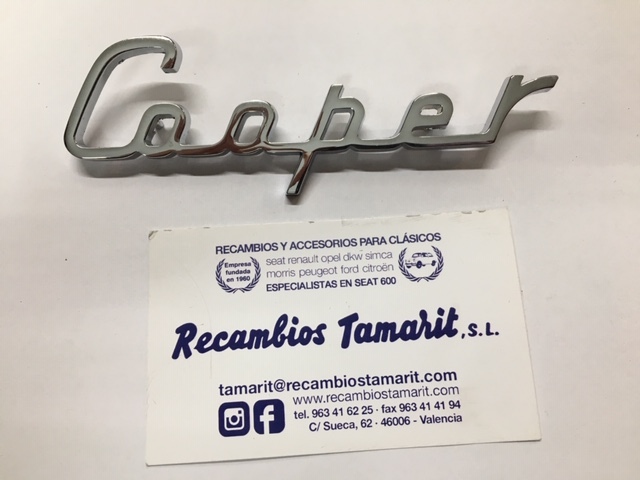 Cooper
RECAMBIOS Y ACCESORIOS PARA CLÁSICOS
Empresa
fundada
en 1960
seat renault opel dkw simca
morris peugeot ford citroën
ESPECIALISTAS EN SEAT 600
Recambios Tamarit, S.L.
tamarit@recambiostamarit.com
www.recambiostamarit.com
tel. 963 41 62 25 · fax 963 41 41 94
C/ Sueca, 62 · 46006 - Valencia